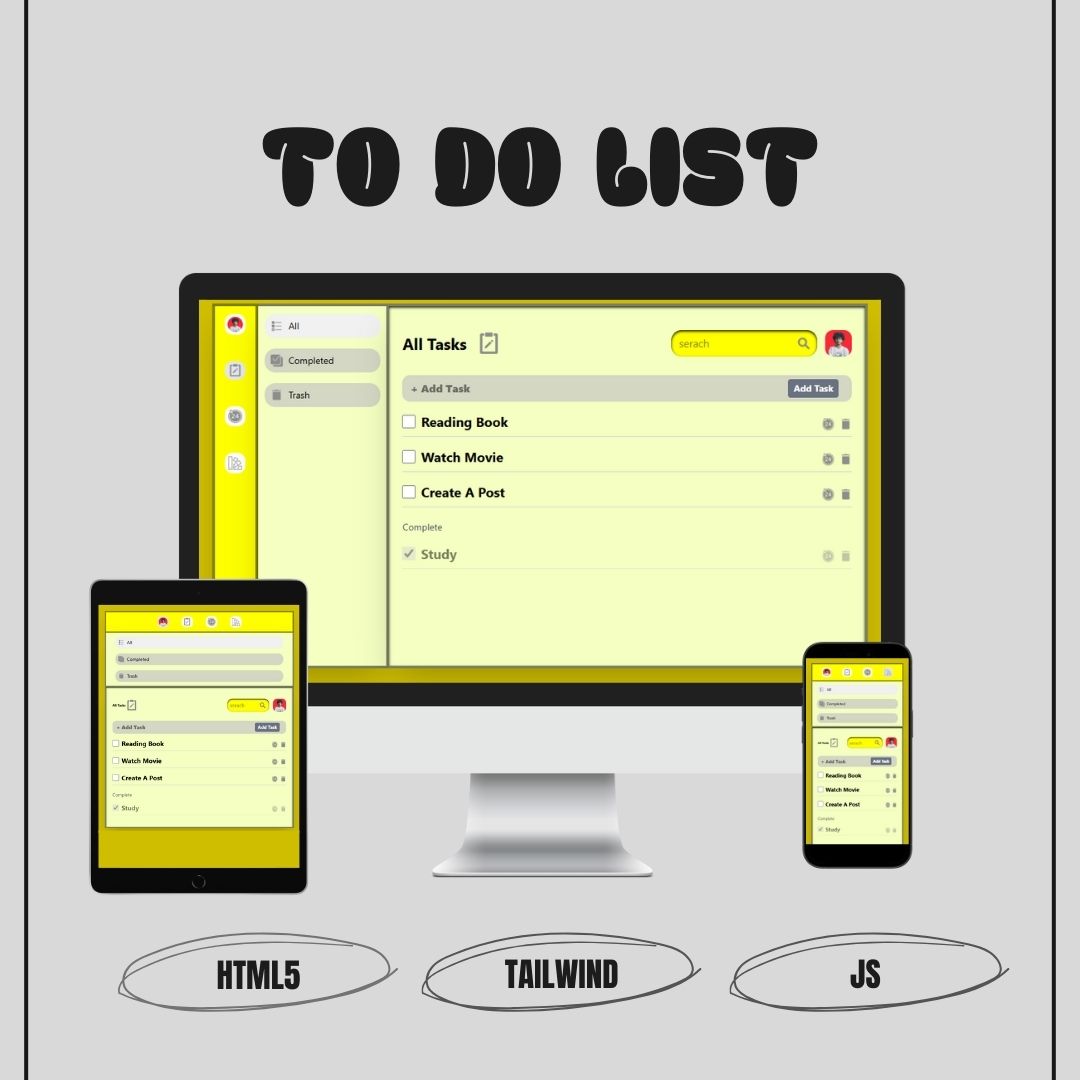 TO DO LIST
All
Completed
Trash
All Tasks
serach
+ Add Task
Add Task
Reading Book
Watch Movie
Create A Post
Complete
Study
All
Completed
Trash
All Tasks
serach
+ Add Task
Add Task
Reading Book
Watch Movie
Create A Post
Complete
Study
All
Completed
Trash
All Tasks
serach
+ Add Task
Add Task
Reading Book
Watch Movie
Create A Post
Complete
Study
HTML5
TAILWIND
JS